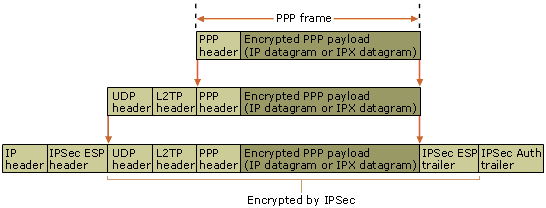 PPP frame
PPP header
Encrypted PPP payload
(IP datagram or IPX datagram)
UDP header
L2TP header
PPP header
Encrypted PPP payload
(IP datagram or IPX datagram)
IP header
IPSec ESP header
UDP header
L2TP header
PPP header
Encrypted PPP payload
(IP datagram or IPX datagram)
IPSec ESP trailer
IPSec Auth trailer
Encrypted by IPSec